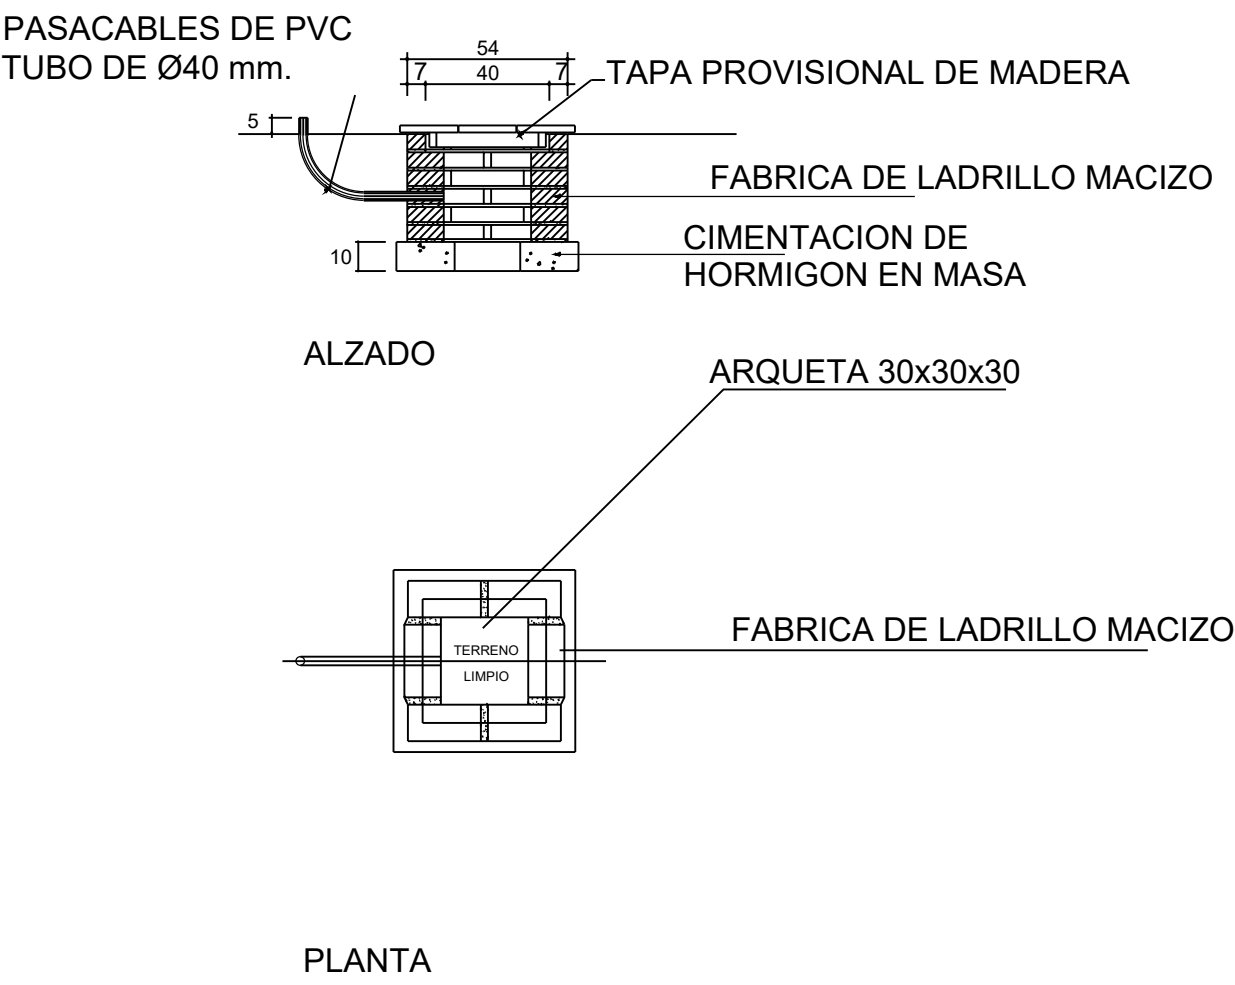 PASACABLES DE PVC
TUBO DE Ø40 mm.
54
7 40 7
TAPA PROVISIONAL DE MADERA
5
FABRICA DE LADRILLO MACIZO
CIMENTACION DE
HORMIGON EN MASA
10
ALZADO
ARQUETA 30x30x30
FABRICA DE LADRILLO MACIZO
TERRENO
LIMPIO
PLANTA